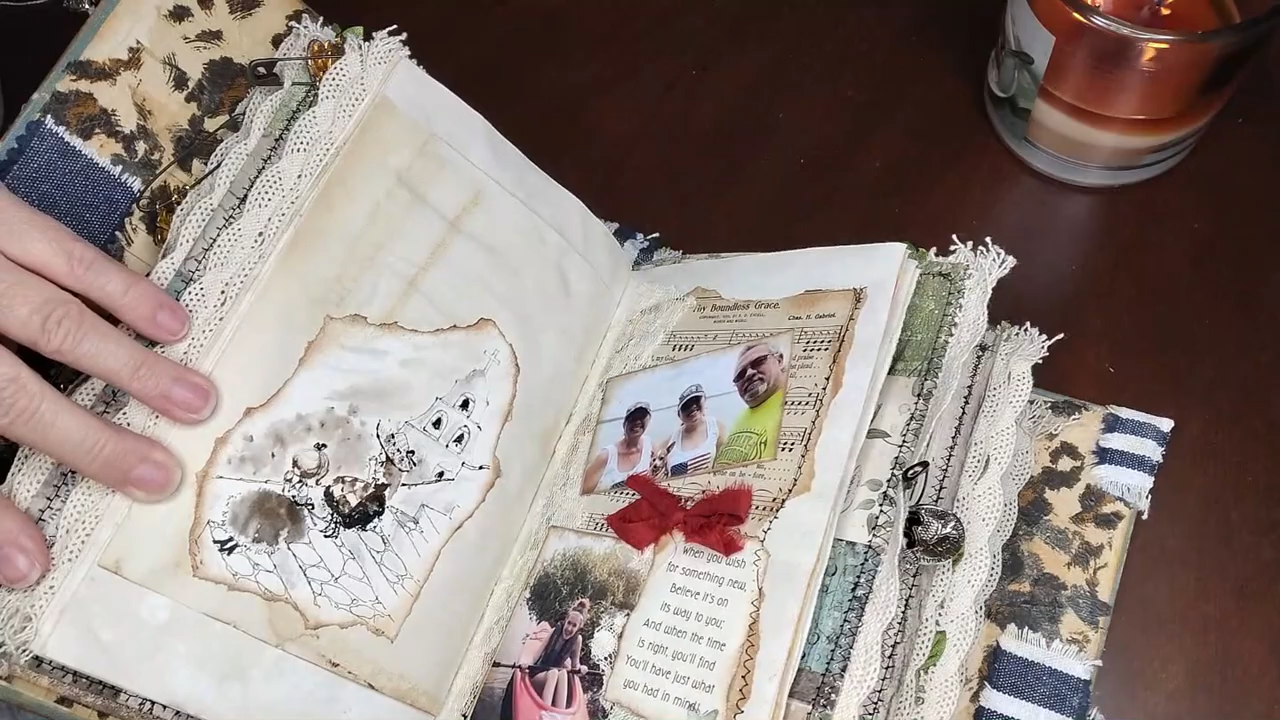 Thy Boundless Grace.
Chas. H. Gabriel.
When you wish
for something new,
Believe it's on
its way to you;
And when the time
is right, you'll find
You'll have just what
you had in mind.